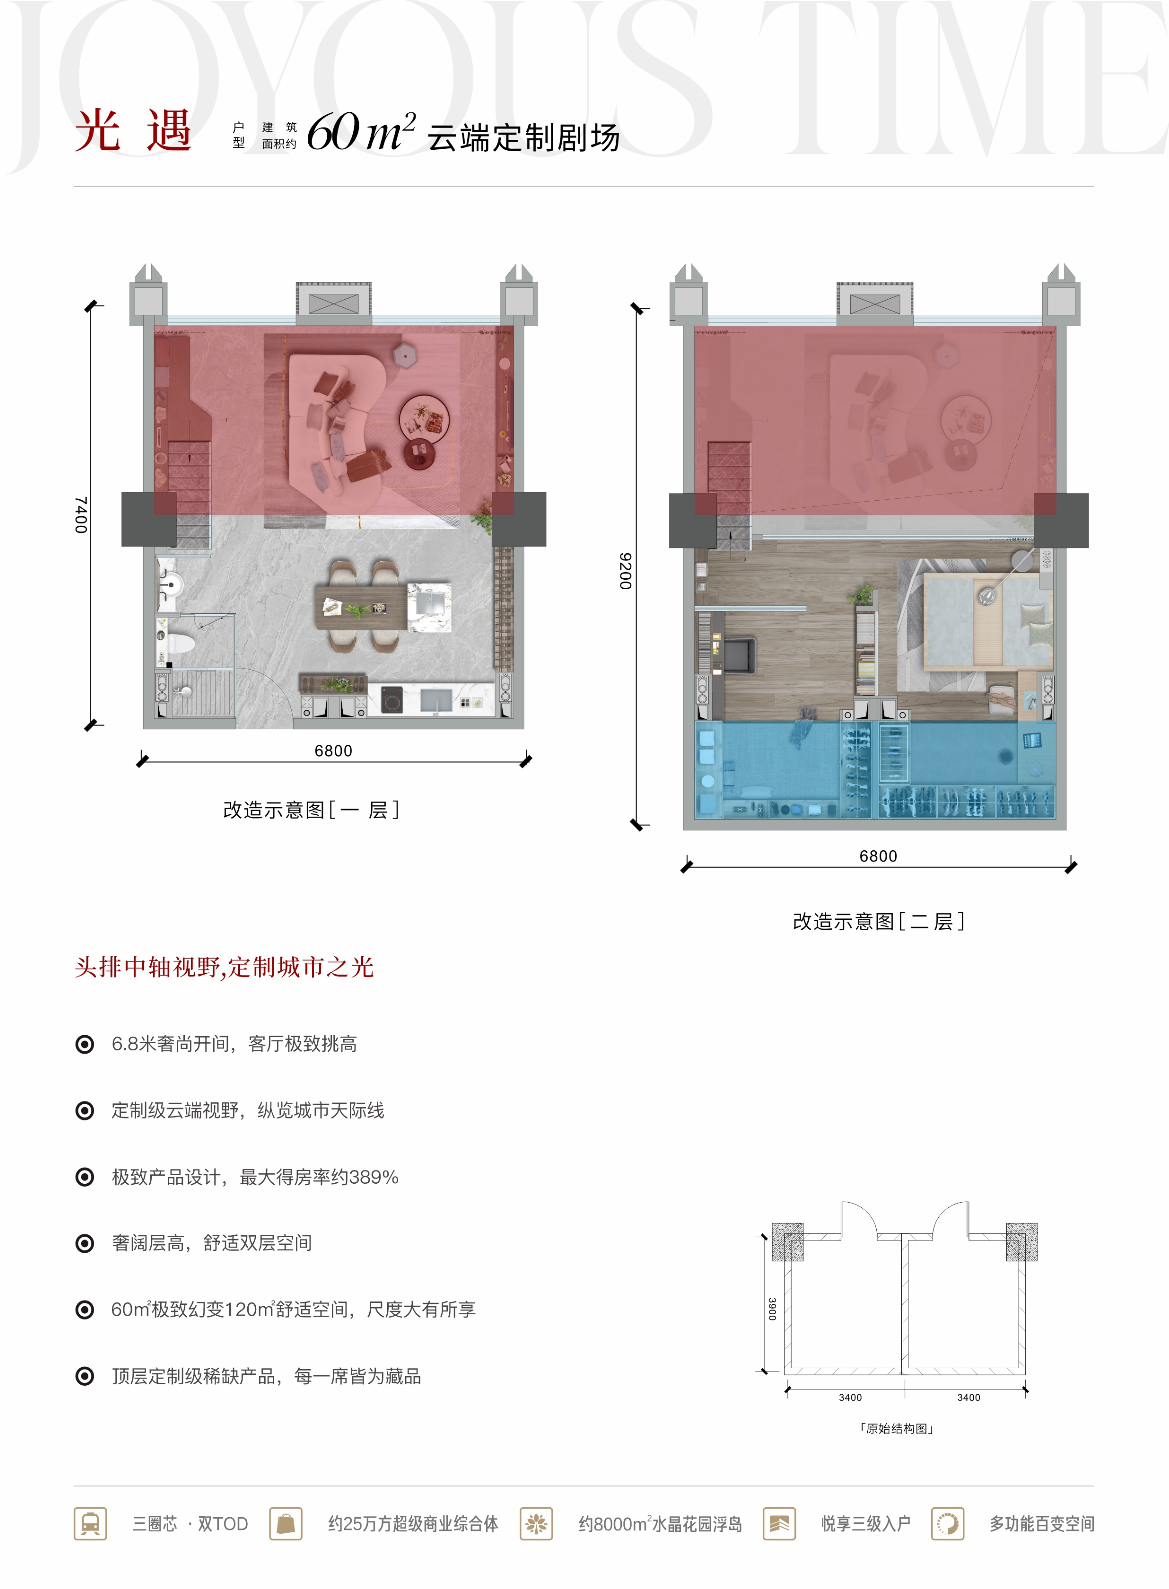 JOYOUS TIME
光遇
户型 建筑面积约 60m² 云端定制剧场
7400
6800
改造示意图[一层]
9200
6800
改造示意图[二层]
头排中轴视野,定制城市之光
6.8米奢尚开间，客厅极致挑高
定制级云端视野，纵览城市天际线
极致产品设计，最大得房率约389%
奢阔层高，舒适双层空间
60㎡极致幻变120㎡舒适空间，尺度大有所享
顶层定制级稀缺产品，每一席皆为藏品
3900
3400
3400
「原始结构图」
三圈芯·双TOD
约25万方超级商业综合体
约8000m²水晶花园浮岛
悦享三级入户
多功能百变空间